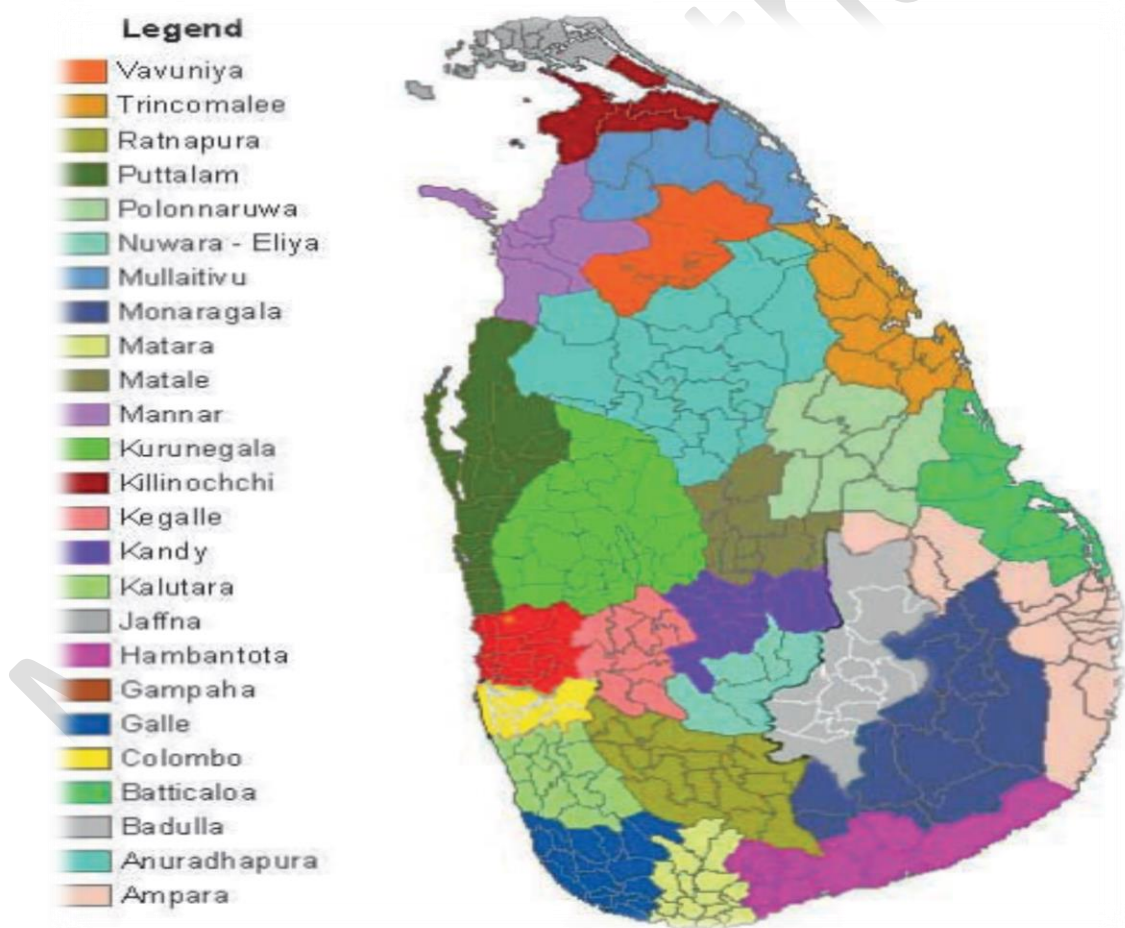 Legend
Vavuniya
Trincomalee
Ratnapura
Puttalam
Polonnaruwa
Nuwara - Eliya
Mullaitivu
Monaragala
Matara
Matale
Mannar
Kurunegala
Killinochchi
Kegalle
Kandy
Kalutara
Jaffna
Hambantota
Gampaha
Galle
Colombo
Batticaloa
Badulla
Anuradhapura
Ampara